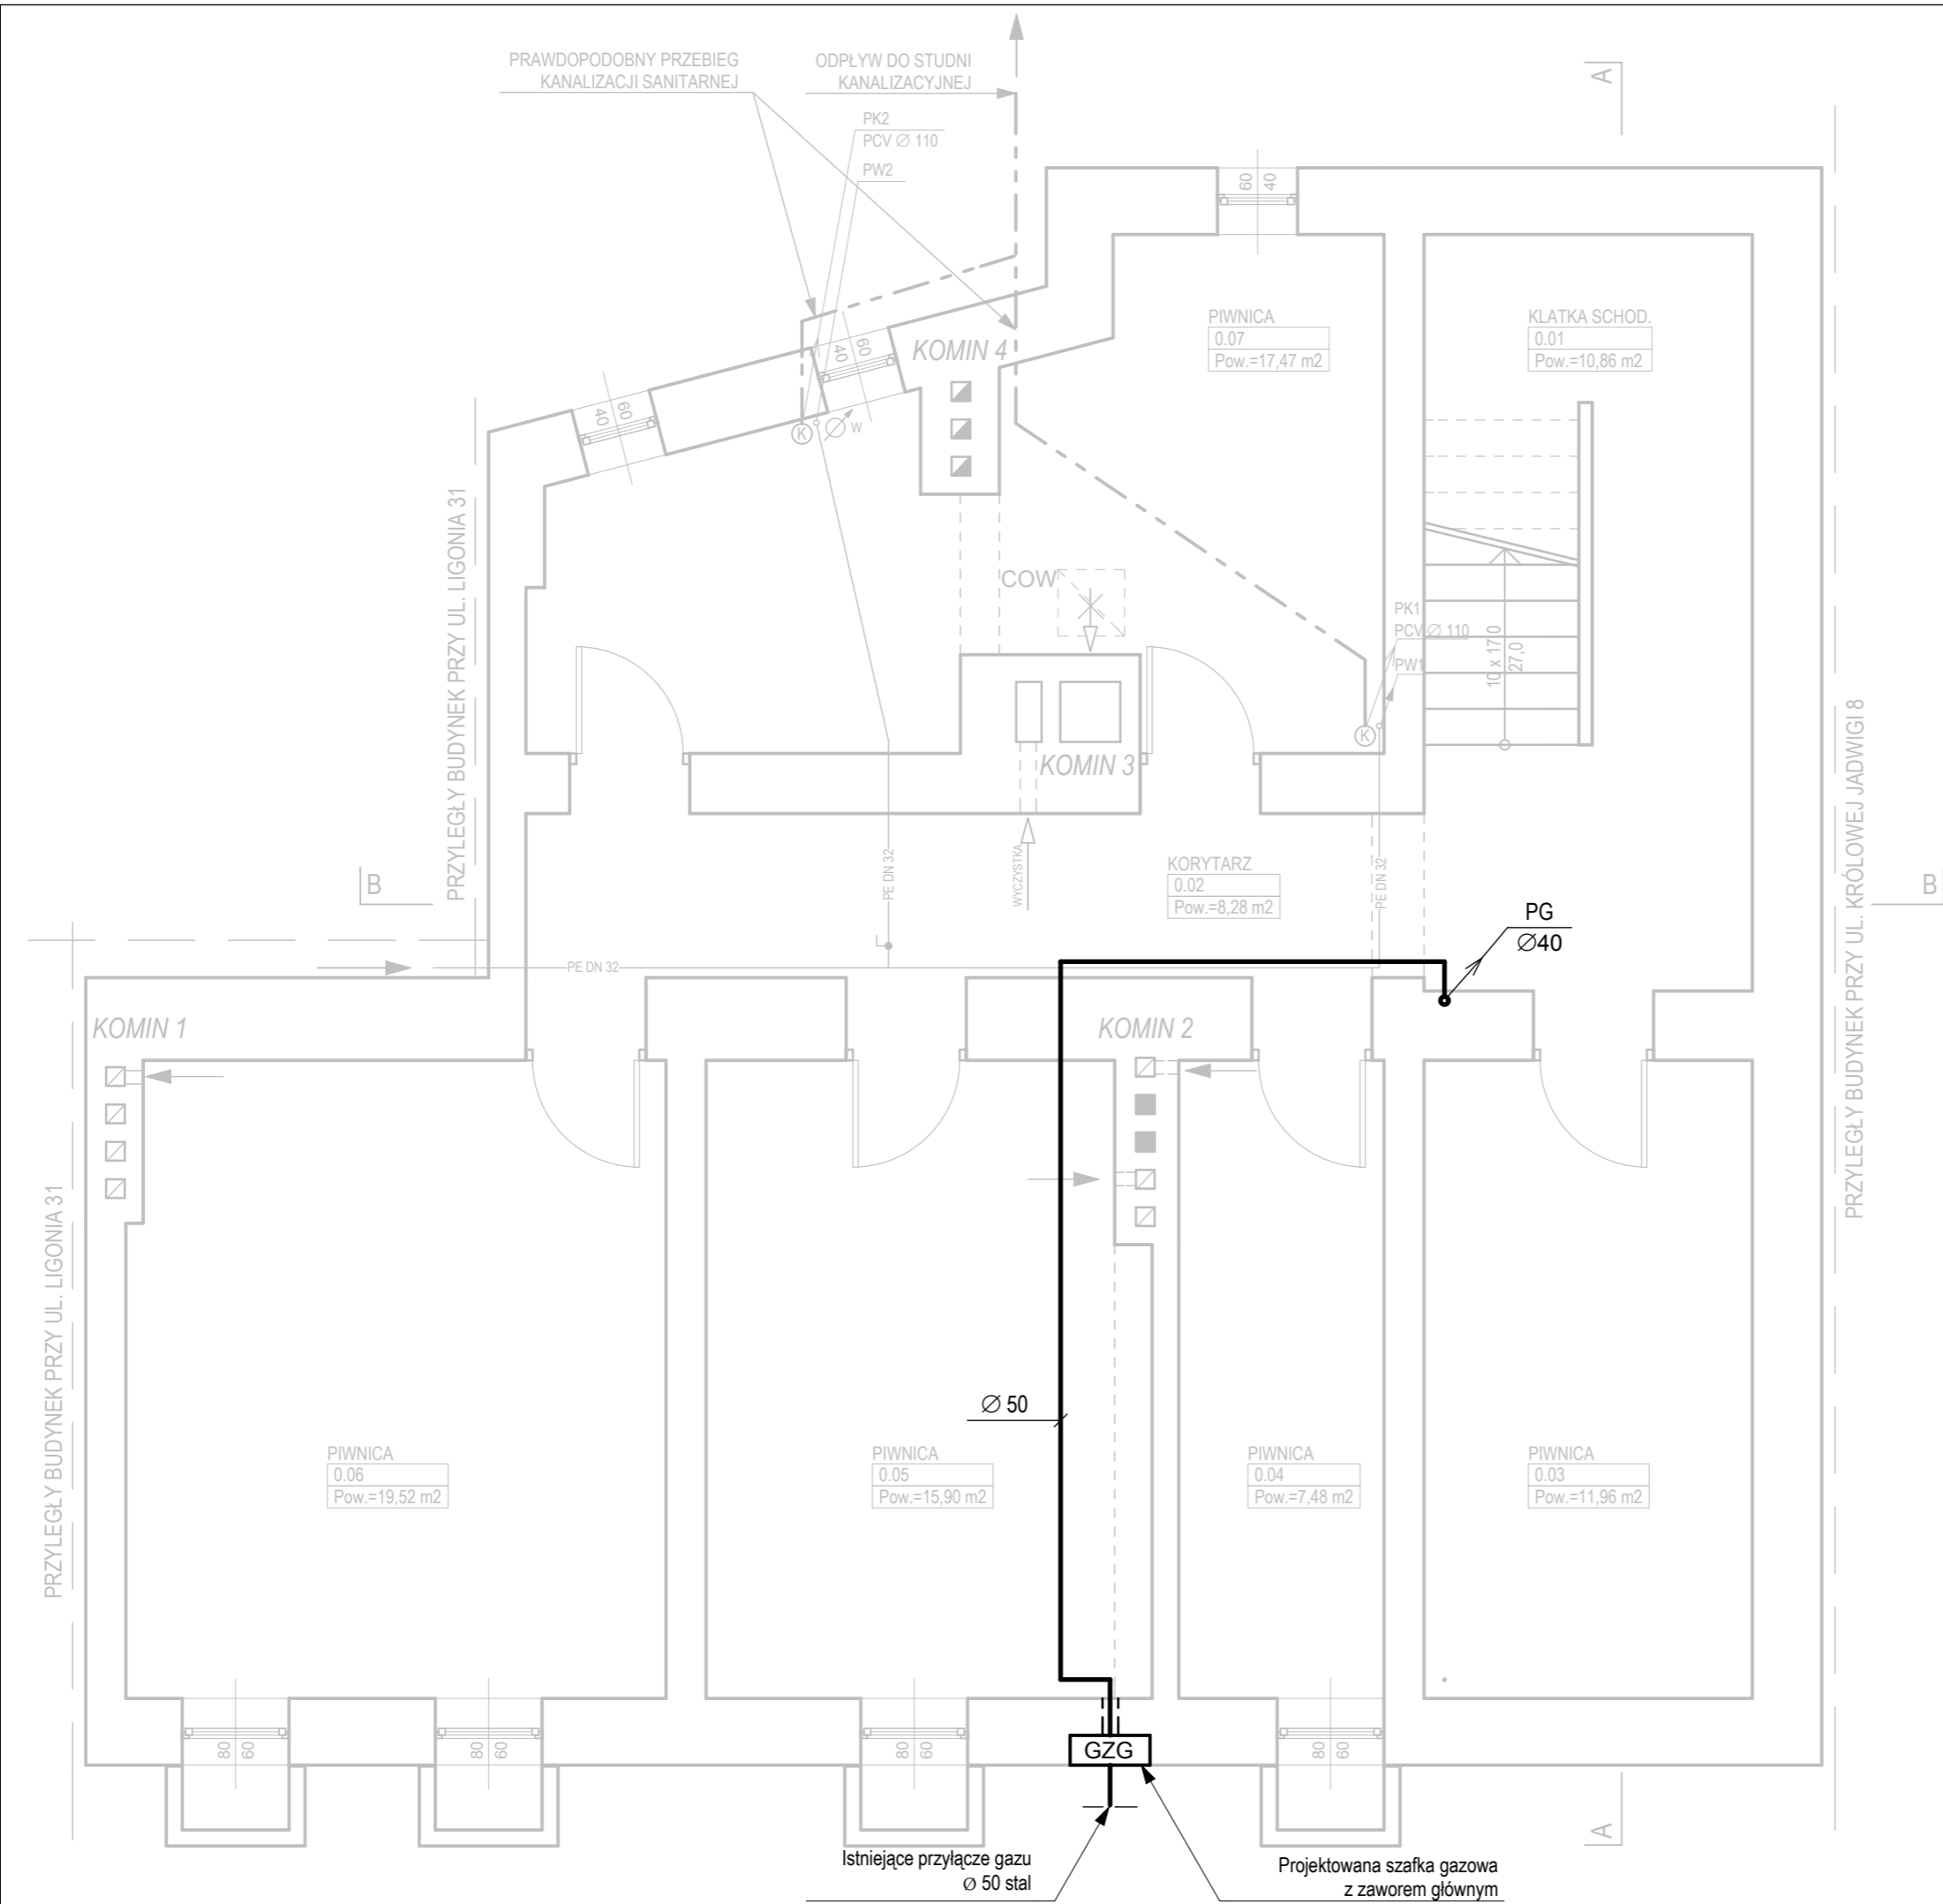 PRAWDOPODOBNY PRZEBIEG
KANALIZACJI SANITARNEJ
ODPŁYW DO STUDNI
KANALIZACYJNEJ
PK2
PCV Ø 110
PW2
A
60
40
PIWNICA
0.07
Pow.=17,47 m2
KLATKA SCHOD.
0.01
Pow.=10,86 m2
KOMIN 4
60
40
60
40
K
Ø W
PRZYLEGŁY BUDYNEK PRZY UL. LIGONIA 31
COW
PK1
PCV Ø 110
PW1
10 x 17,0
27,0
K
KOMIN 3
PRZYLEGŁY BUDYNEK PRZY UL. KRÓLOWEJ JADWIGI 8
B
PE DN 32
WYCZYSTKA
KORYTARZ
0.02
Pow.=8,28 m2
PE DN 32
B
PG
Ø40
PE DN 32
KOMIN 1
KOMIN 2
PRZYLEGŁY BUDYNEK PRZY UL. LIGONIA 31
Ø 50
PIWNICA
0.06
Pow.=19,52 m2
PIWNICA
0.05
Pow.=15,90 m2
PIWNICA
0.04
Pow.=7,48 m2
PIWNICA
0.03
Pow.=11,96 m2
80
60
80
60
80
60
GZG
80
60
A
Istniejące przyłącze gazu
Ø 50 stal
Projektowana szafka gazowa
z zaworem głównym